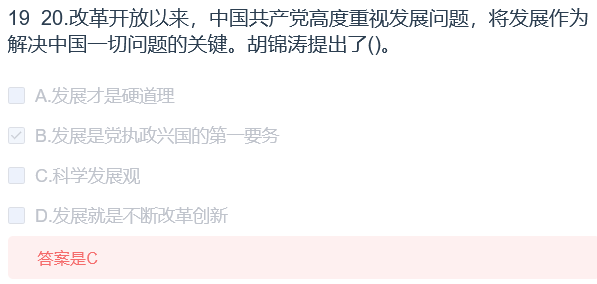 19 20.改革开放以来，中国共产党高度重视发展问题，将发展作为
解决中国一切问题的关键。胡锦涛提出了()。
A.发展才是硬道理
B.发展是党执政兴国的第一要务
C.科学发展观
D.发展就是不断改革创新
答案是C